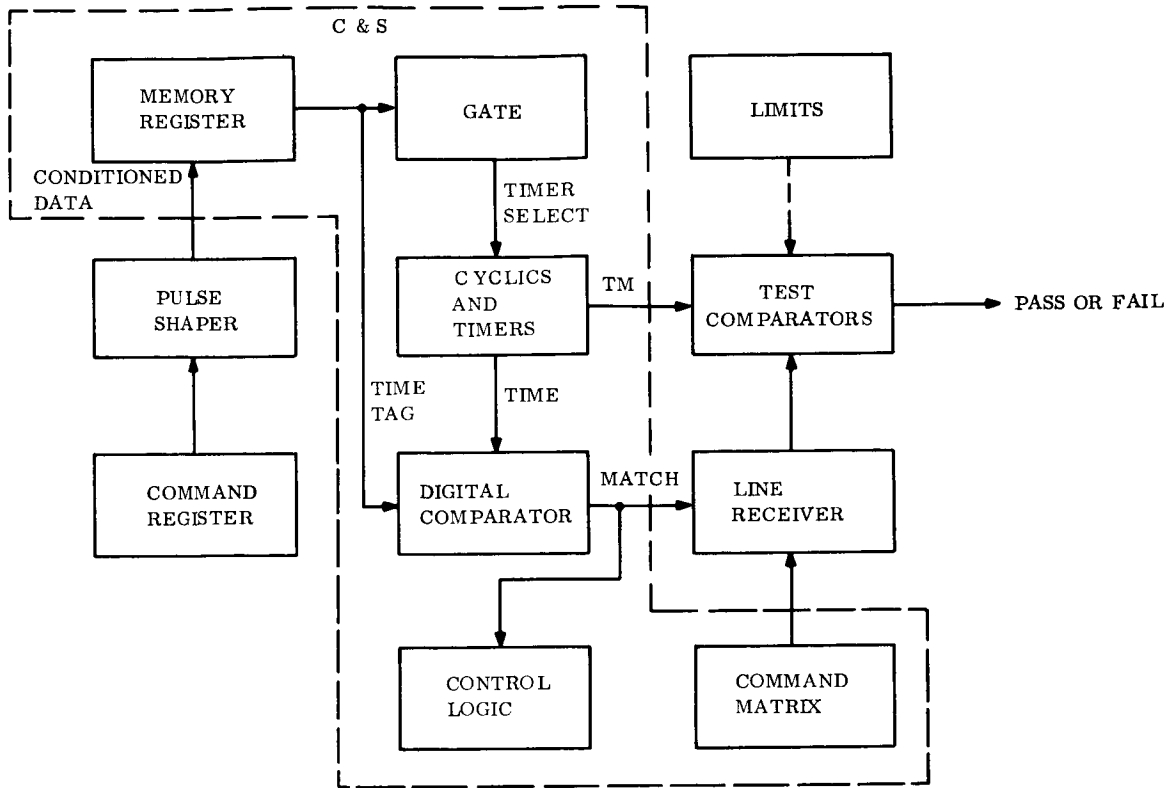 C & S
MEMORY
REGISTER
GATE
LIMITS
CONDITIONED
DATA
TIMER
SELECT
PULSE
SHAPER
CYCLICS
AND
TIMERS
TM
TEST
COMPARATORS
PASS OR FAIL
TIME
TAG
TIME
COMMAND
REGISTER
DIGITAL
COMPARATOR
MATCH
LINE
RECEIVER
CONTROL
LOGIC
COMMAND
MATRIX